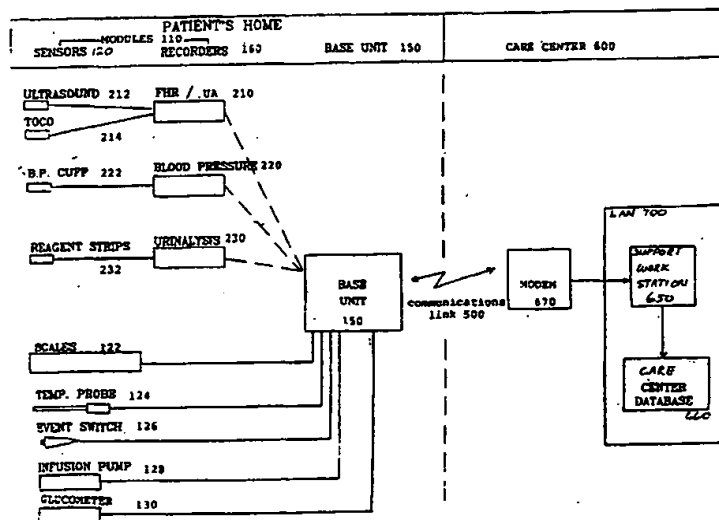 PATIENT'S HOME
MODULES 110
SENSORS 120 RECORDERS 160 BASE UNIT 150 CARE CENTER 600
ULTRASOUND 212 FHR / UA 210
TOCO
214
B.P. CUFF 222 BLOOD PRESSURE 220
REAGENT STRIPS URINALYSIS 230
232
LAN 700
SUPPORT
WORK
STATION
650
BASE
UNIT
150
communications
link 500
MODEM
670
SCALES 122
CARE
CENTER
DATABASE
660
TEMP. PROBE 124
EVENT SWITCH 126
INFUSION PUMP 128
GLUCOMETER 130